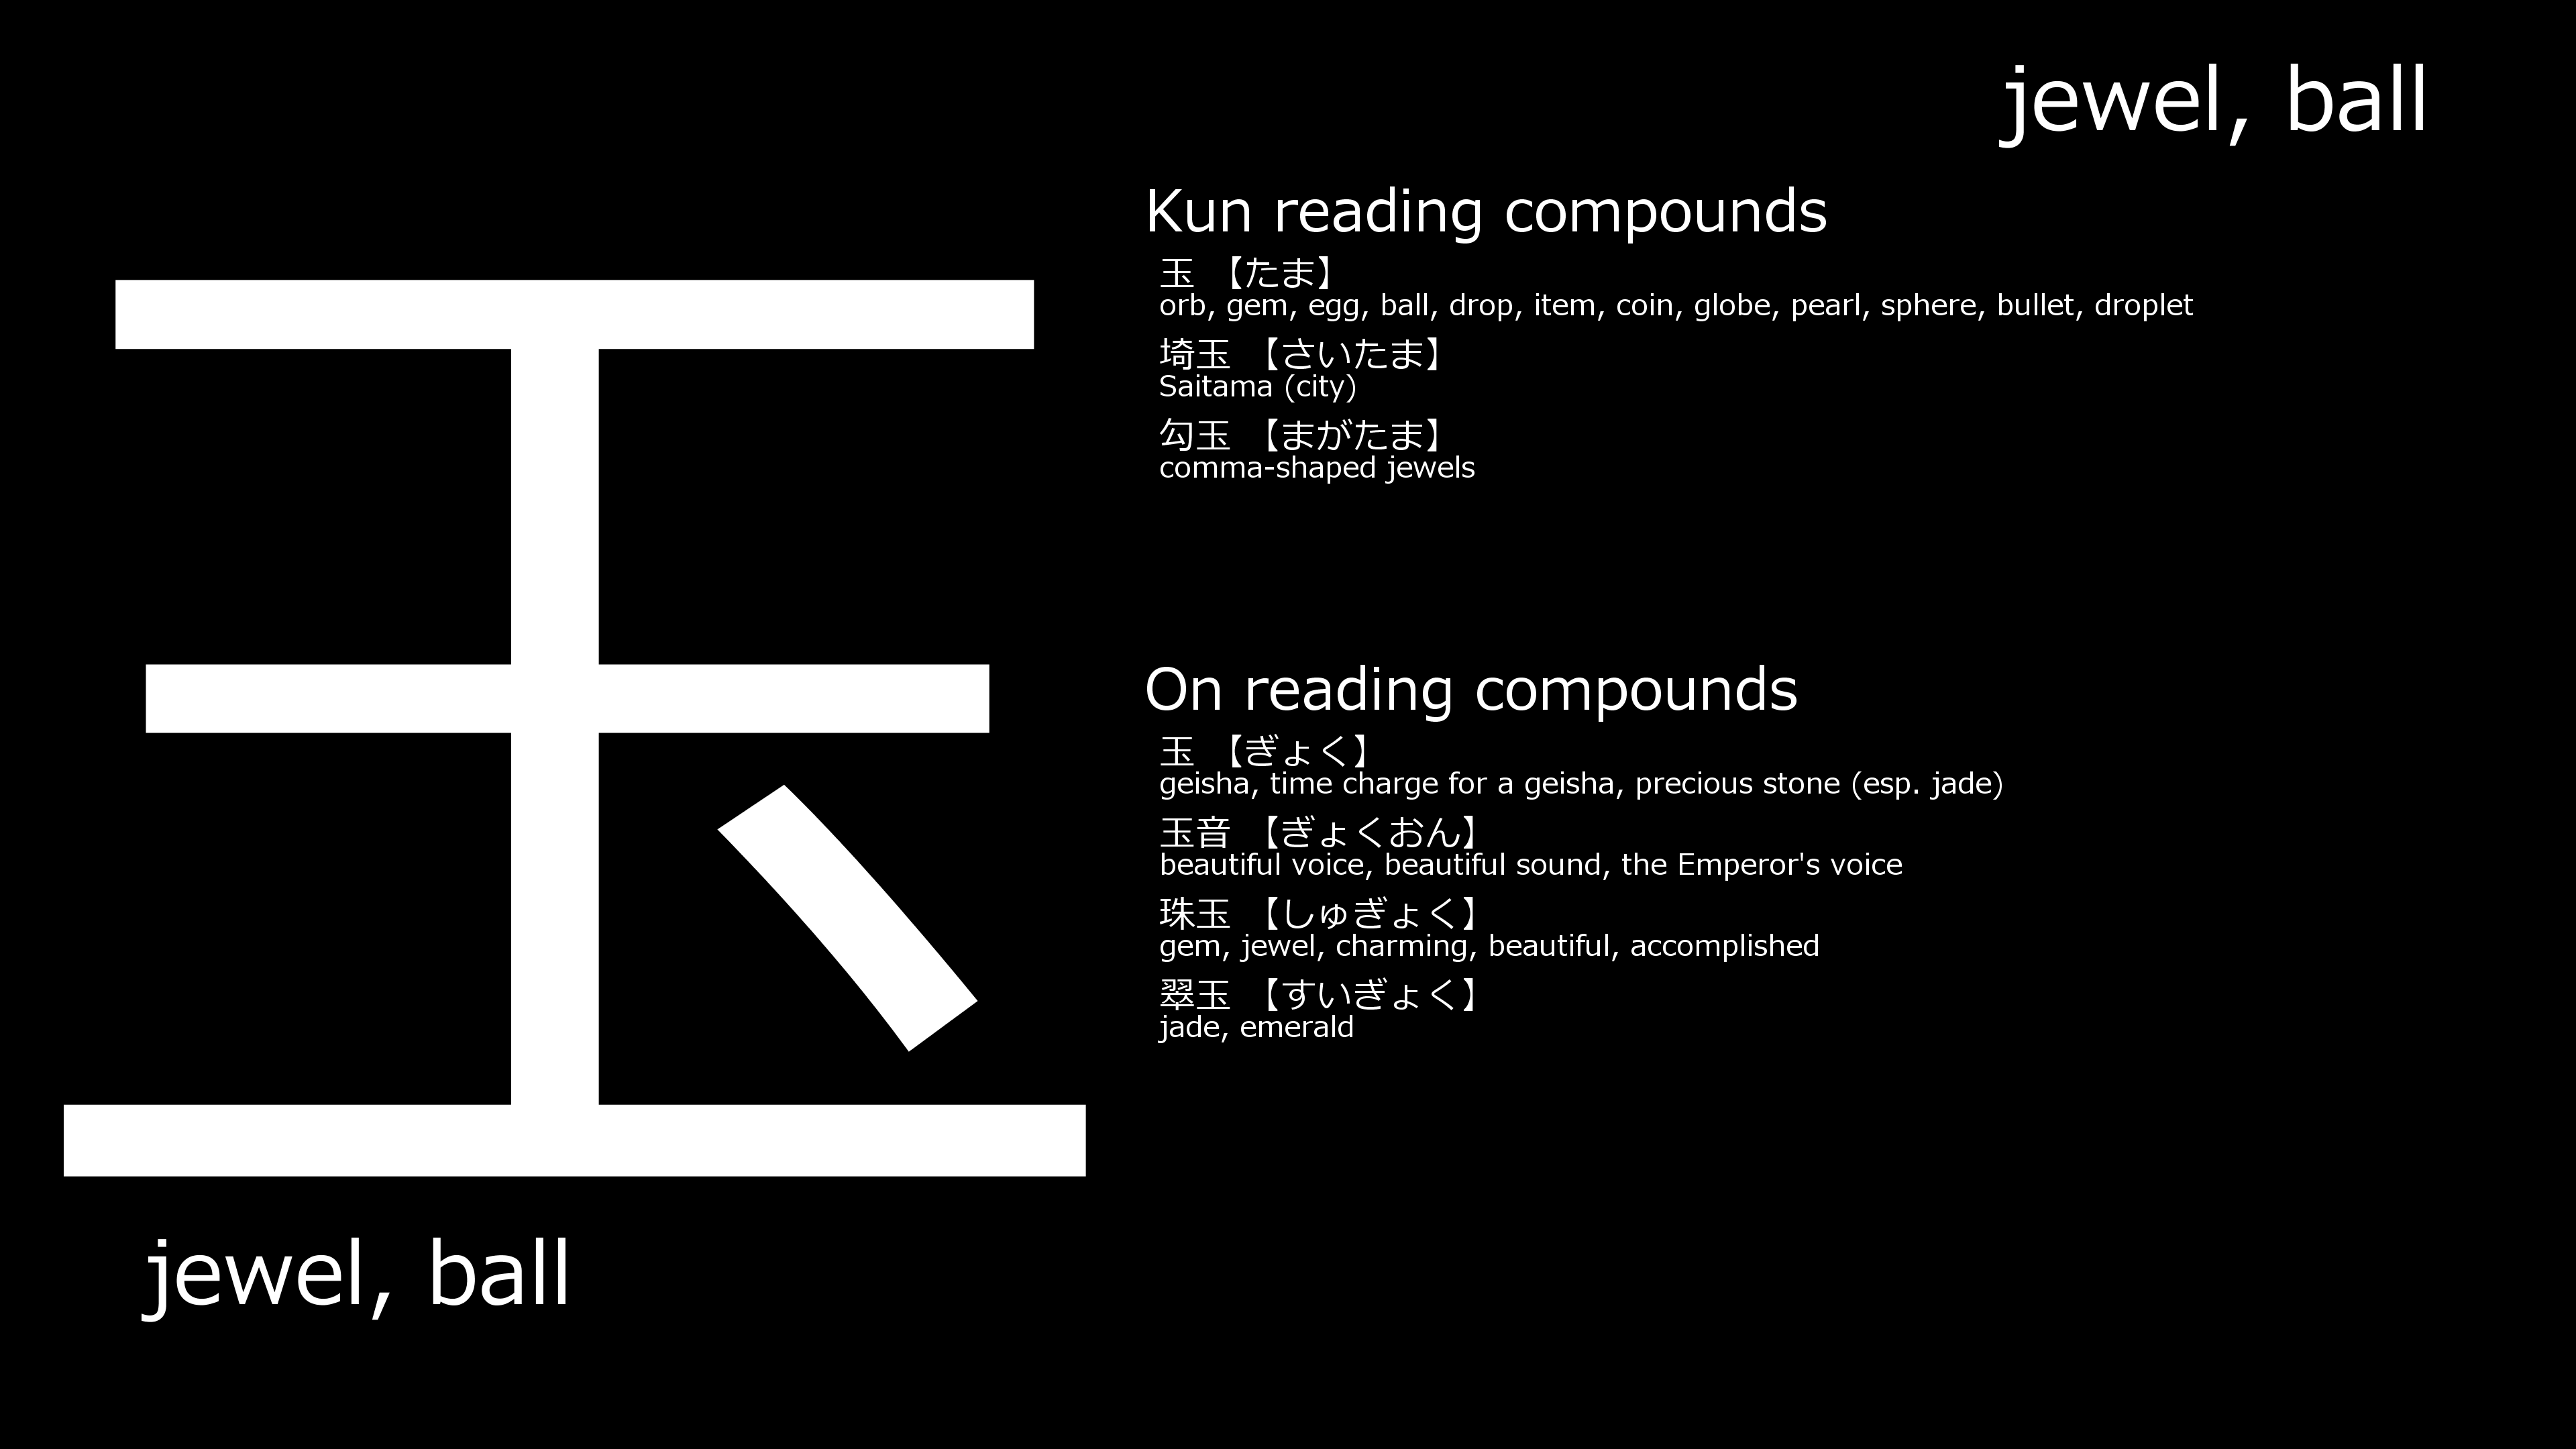 jewel, ball
玉
jewel, ball
Kun reading compounds
玉 【たま】
orb, gem, egg, ball, drop, item, coin, globe, pearl, sphere, bullet, droplet
埼玉 【さいたま】
Saitama (city)
勾玉 【まがたま】
comma-shaped jewels
On reading compounds
玉 【ぎょく】
geisha, time charge for a geisha, precious stone (esp. jade)
玉音 【ぎょくおん】
beautiful voice, beautiful sound, the Emperor's voice
珠玉 【しゅぎょく】
gem, jewel, charming, beautiful, accomplished
翠玉 【すいぎょく】
jade, emerald